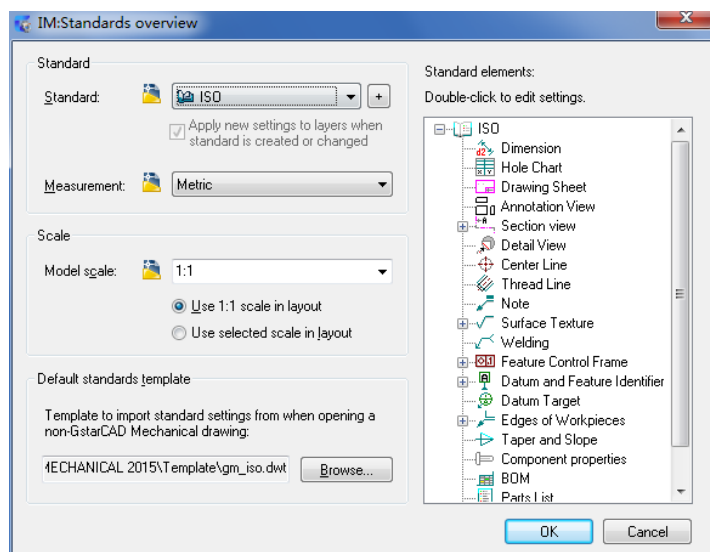 IM:Standards overview
Standard
Standard:
ISO
+
Apply new settings to layers when
standard is created or changed
Measurement:
Metric
Scale
Model scale:
1:1
Use 1:1 scale in layout
Use selected scale in layout
Default standards template
Template to import standard settings from when opening a
non-GstarCAD Mechanical drawing:
MECHANICAL 2015\Template\gm_iso.dwt
Browse...
Standard elements:
Double-click to edit settings.
ISO
Dimension
Hole Chart
Drawing Sheet
Annotation View
Section view
Detail View
Center Line
Thread Line
Note
Surface Texture
Welding
Feature Control Frame
Datum and Feature Identifier
Datum Target
Edges of Workpieces
Taper and Slope
Component properties
BOM
Parts List
OK
Cancel